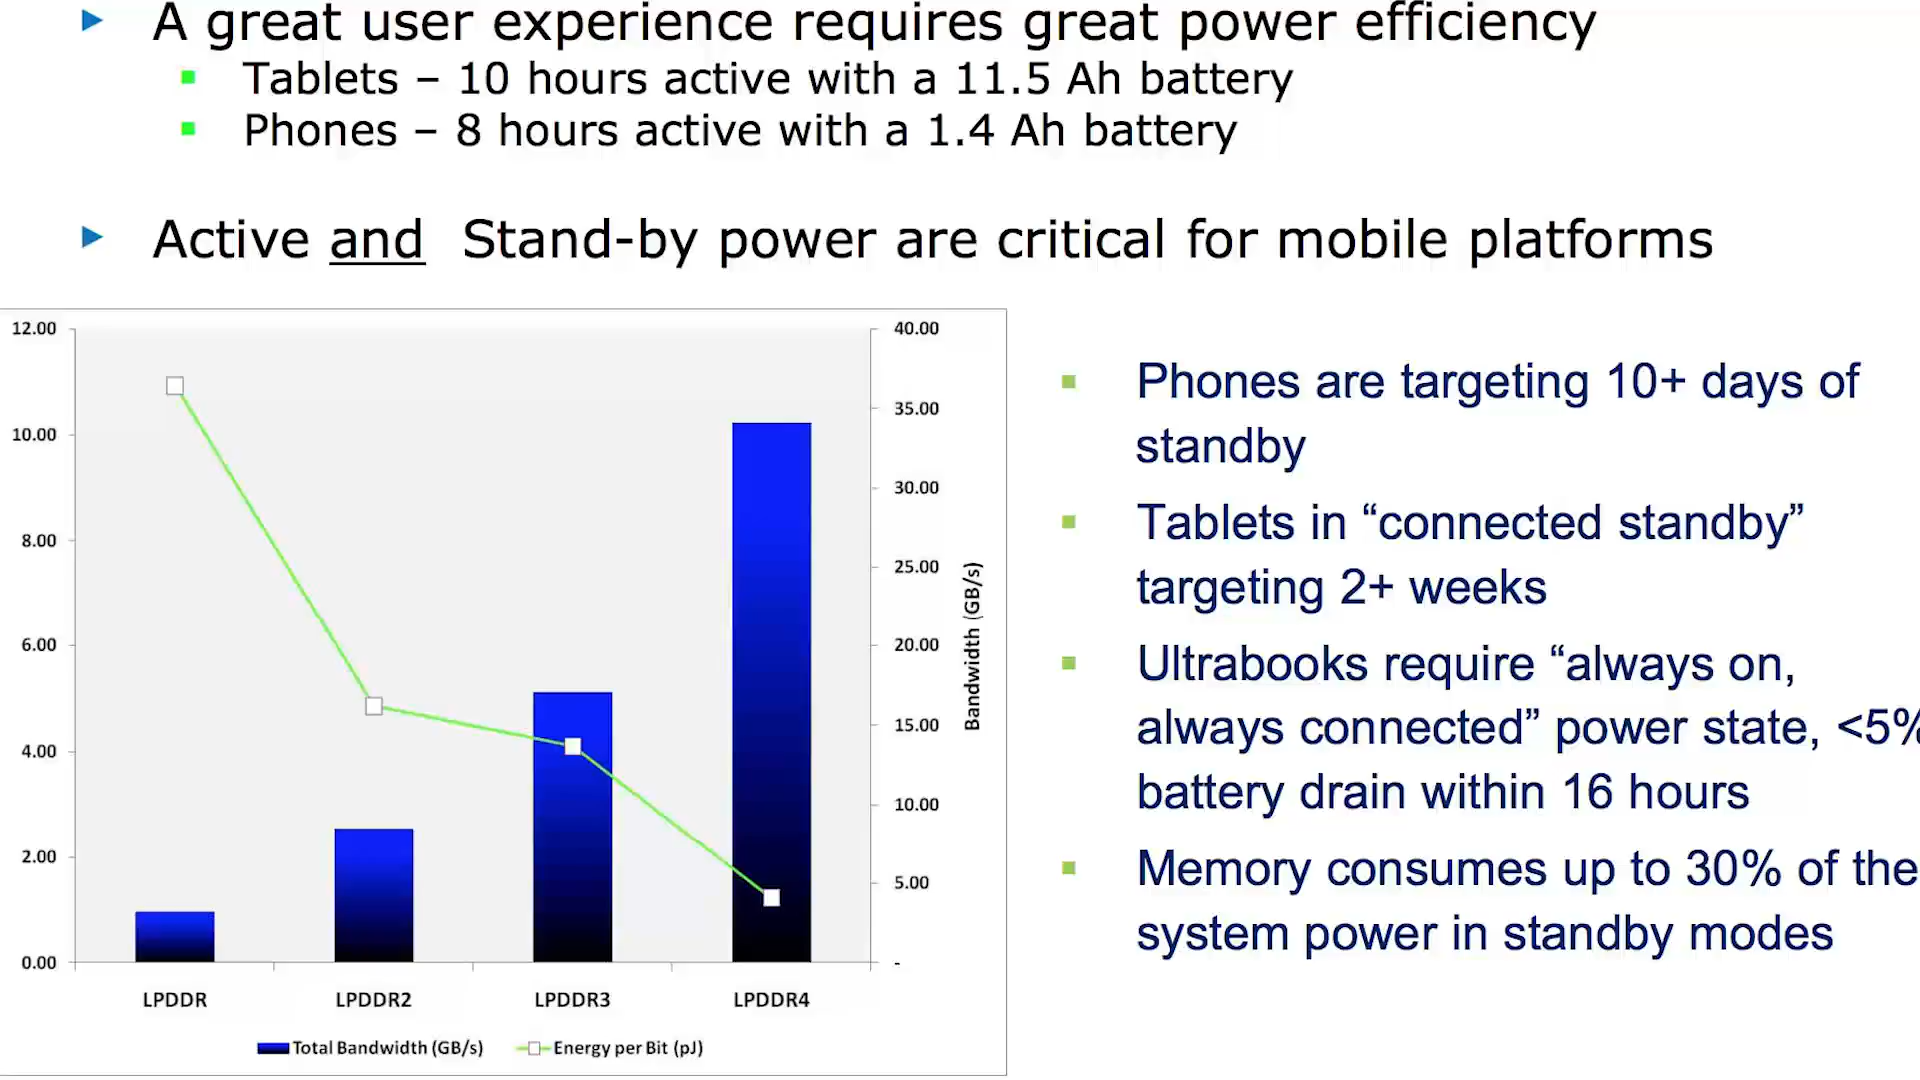 A great user experience requires great power efficiency
Tablets – 10 hours active with a 11.5 Ah battery
Phones – 8 hours active with a 1.4 Ah battery
Active and Stand-by power are critical for mobile platforms
12.00
10.00
8.00
6.00
4.00
2.00
0.00
40.00
35.00
30.00
25.00
20.00
15.00
10.00
5.00
-
Bandwidth (GB/s)
LPDDR
LPDDR2
LPDDR3
LPDDR4
Total Bandwidth (GB/s)
Energy per Bit (pJ)
Phones are targeting 10+ days of
standby
Tablets in “connected standby”
targeting 2+ weeks
Ultrabooks require “always on,
always connected” power state, <5%
battery drain within 16 hours
Memory consumes up to 30% of the
system power in standby modes